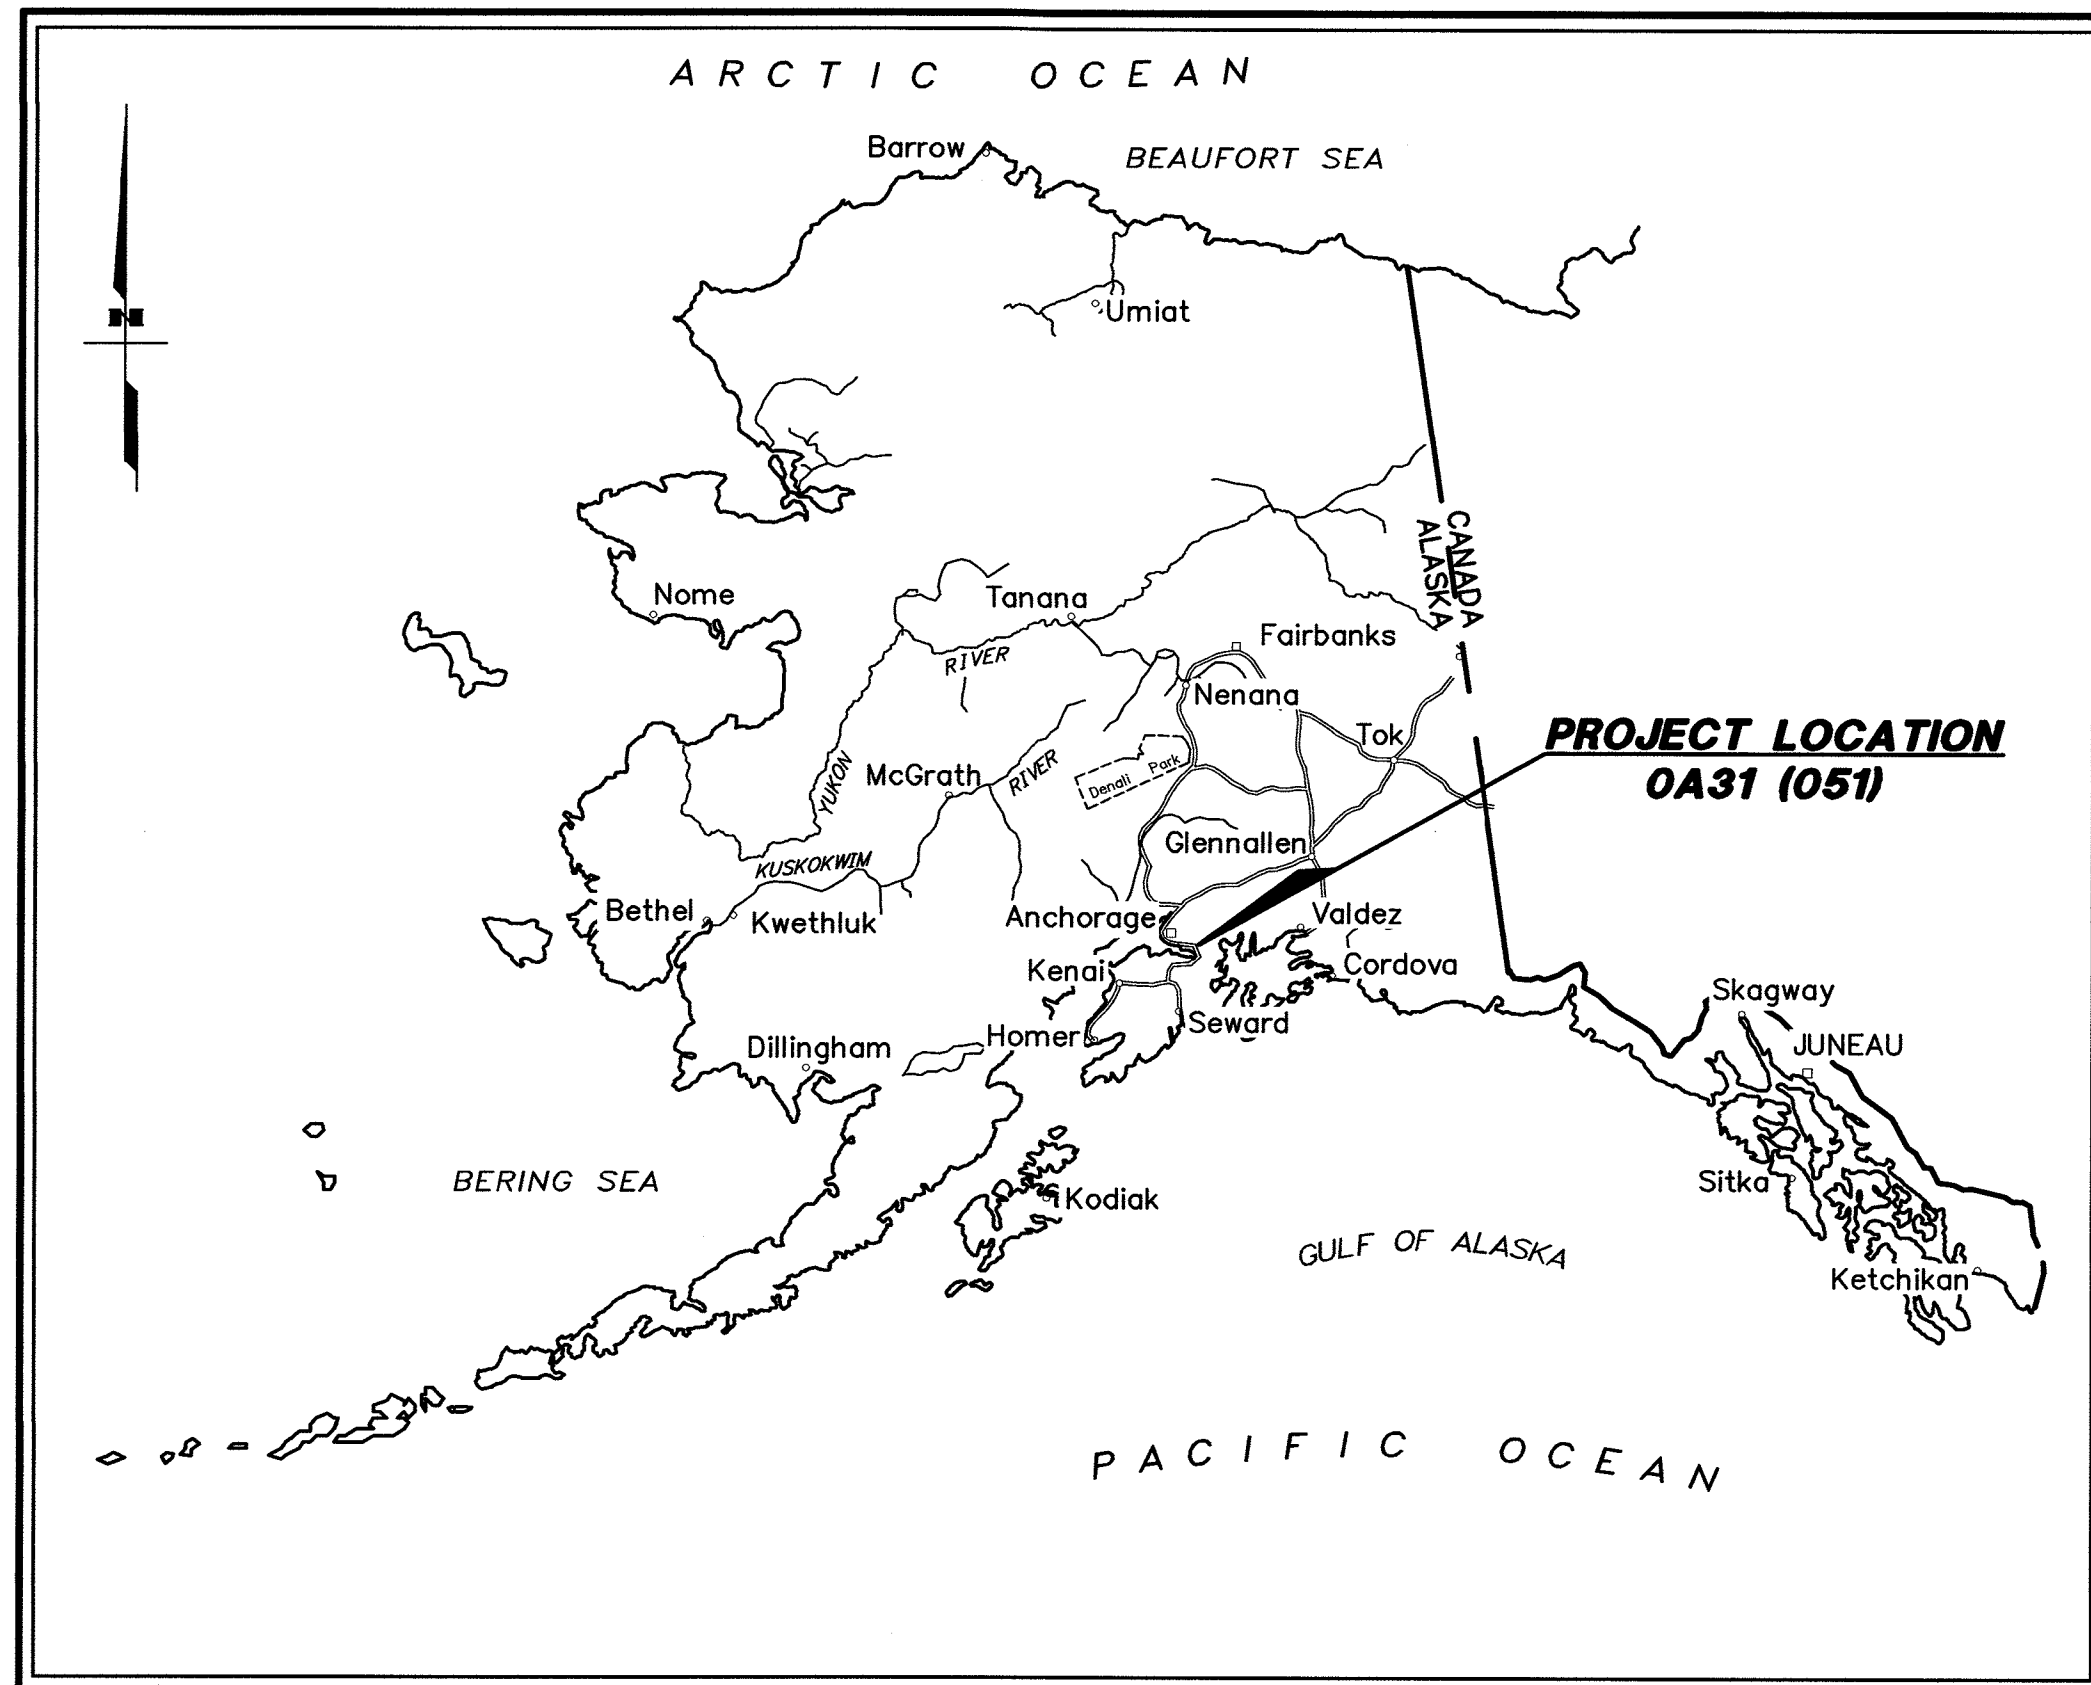 ARCTIC OCEAN
Barrow
BEAUFORT SEA
Umiat
N
CANADA
ALASKA
Nome
Tanana
Fairbanks
RIVER
Nenana
Tok
PROJECT LOCATION
0A31 (051)
YUKON
McGrath
RIVER
Denali Park
Glennallen
KUSKOKWIM
Bethel
Kwethluk
Anchorage
Valdez
Kenai
Cordova
Skagway
Homer
Seward
Dillingham
JUNEAU
BERING SEA
Kodiak
Sitka
GULF OF ALASKA
Ketchikan
PACIFIC OCEAN